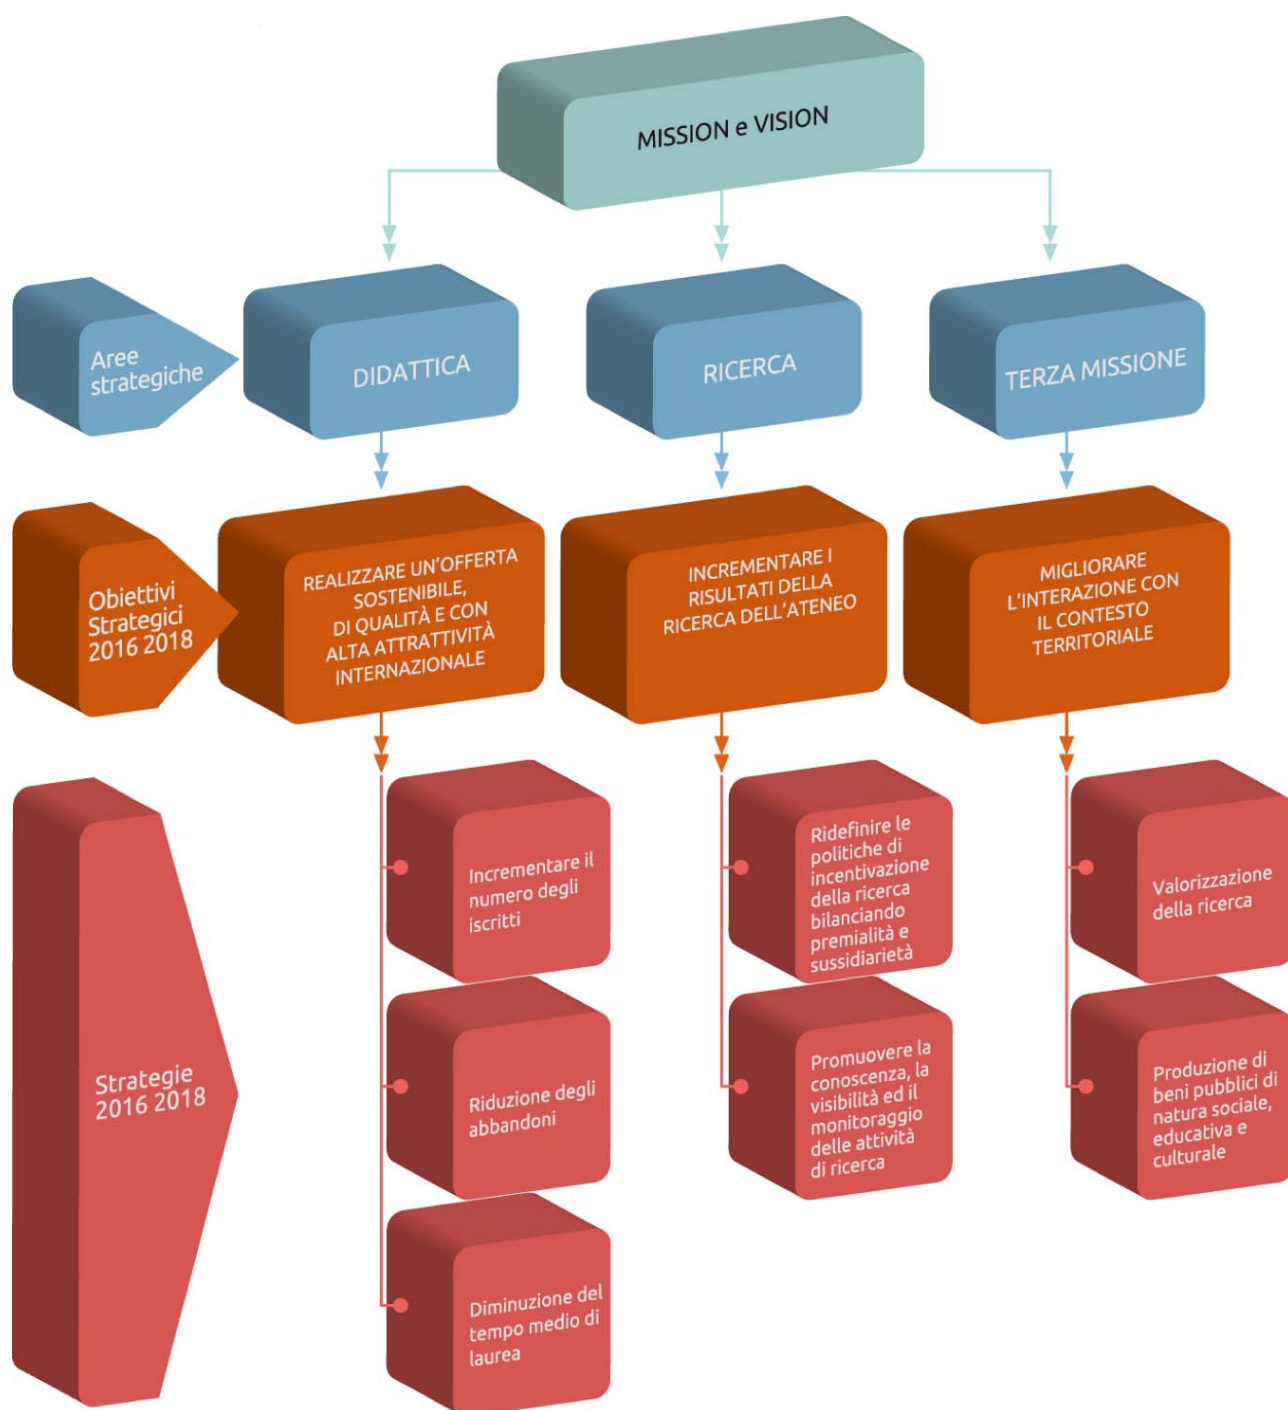 MISSION e VISION
Aree
strategiche
DIDATTICA
RICERCA
TERZA MISSIONE
Obiettivi
Strategici
2016 2018
REALIZZARE UN'OFFERTA
SOSTENIBILE,
DI QUALITÀ E CON
ALTA ATTRATTIVITÀ
INTERNAZIONALE
INCREMENTARE I
RISULTATI DELLA
RICERCA DELL'ATENEO
MIGLIORARE
L'INTERAZIONE CON
IL CONTESTO
TERRITORIALE
Strategie
2016 2018
Incrementare il
numero degli
iscritti
Riduzione degli
abbandoni
Diminuzione del
tempo medio di
laurea
Ridefinire le
politiche di
incentivazione
della ricerca
bilanciando
premialità e
sussidiarietà
Promuovere la
conoscenza, la
visibilità ed il
monitoraggio
delle attività
di ricerca
Valorizzazione
della ricerca
Produzione di
beni pubblici di
natura sociale,
educativa e
culturale